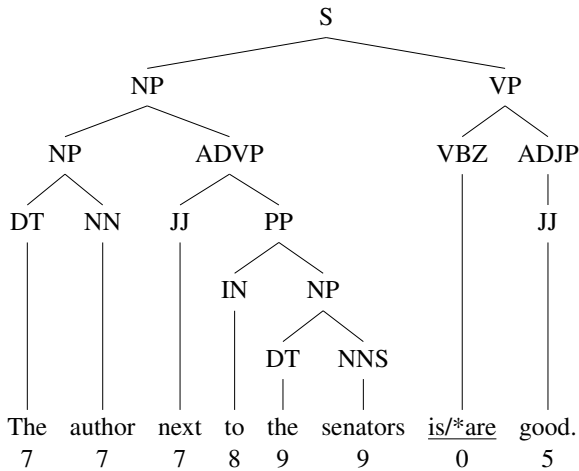 S
NP VP
NP ADVP VBZ ADJP
DT NN JJ PP JJ
IN NP
DT NNS
The author next to the senators is/*are good.
7 7 7 8 9 9 0 5